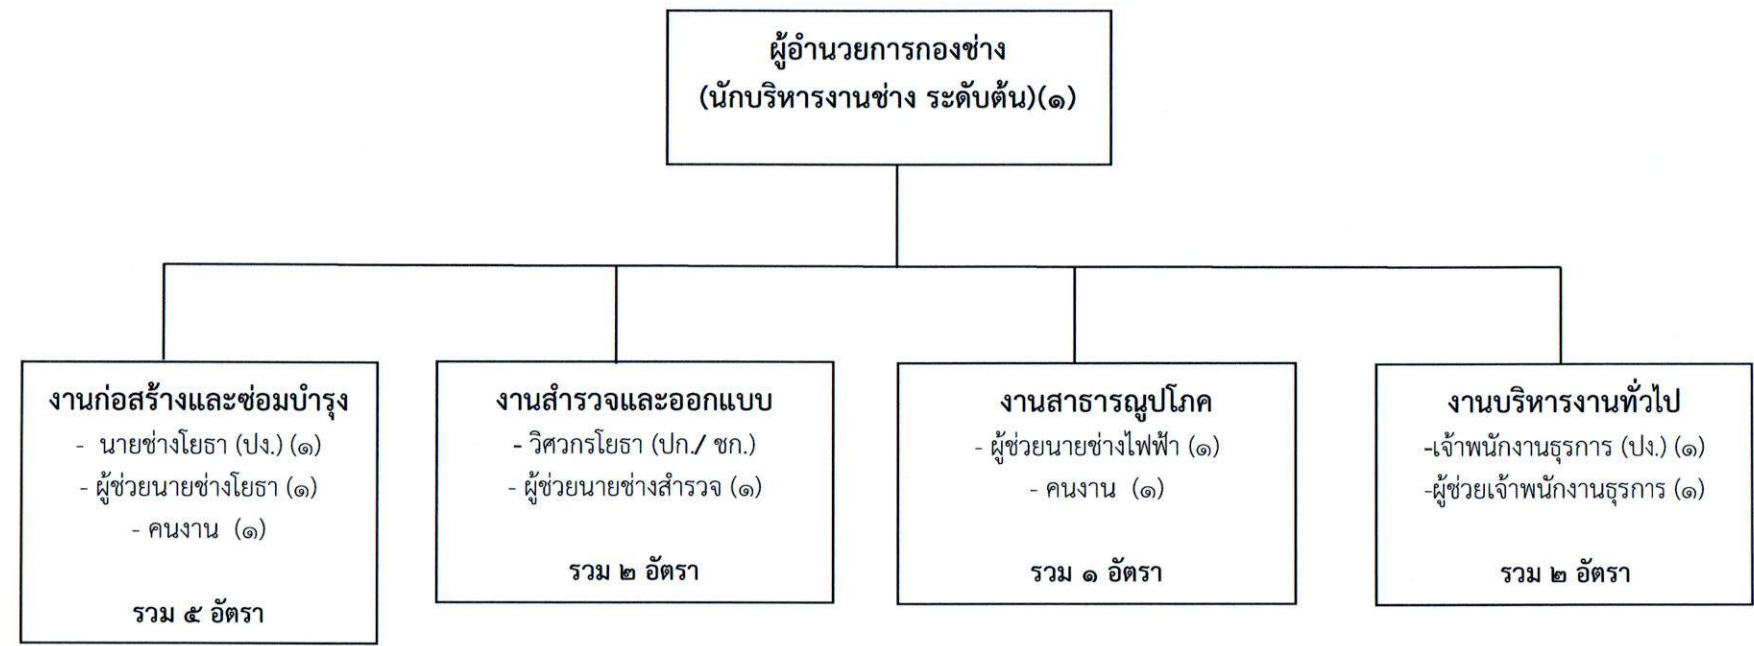 ผู้อำนวยการกองช่าง
(นักบริหารงานช่าง ระดับต้น)(๑)
งานก่อสร้างและซ่อมบำรุง
- นายช่างโยธา (ปง.) (๑)
- ผู้ช่วยนายช่างโยธา (๑)
- คนงาน (๑)
รวม ๕ อัตรา
งานสำรวจและออกแบบ
- วิศวกรโยธา (ปก./ ชก.)
- ผู้ช่วยนายช่างสำรวจ (๑)
รวม ๒ อัตรา
งานสาธารณูปโภค
- ผู้ช่วยนายช่างไฟฟ้า (๑)
- คนงาน (๑)
รวม ๑ อัตรา
งานบริหารงานทั่วไป
-เจ้าพนักงานธุรการ (ปง.) (๑)
-ผู้ช่วยเจ้าพนักงานธุรการ (๑)
รวม ๒ อัตรา